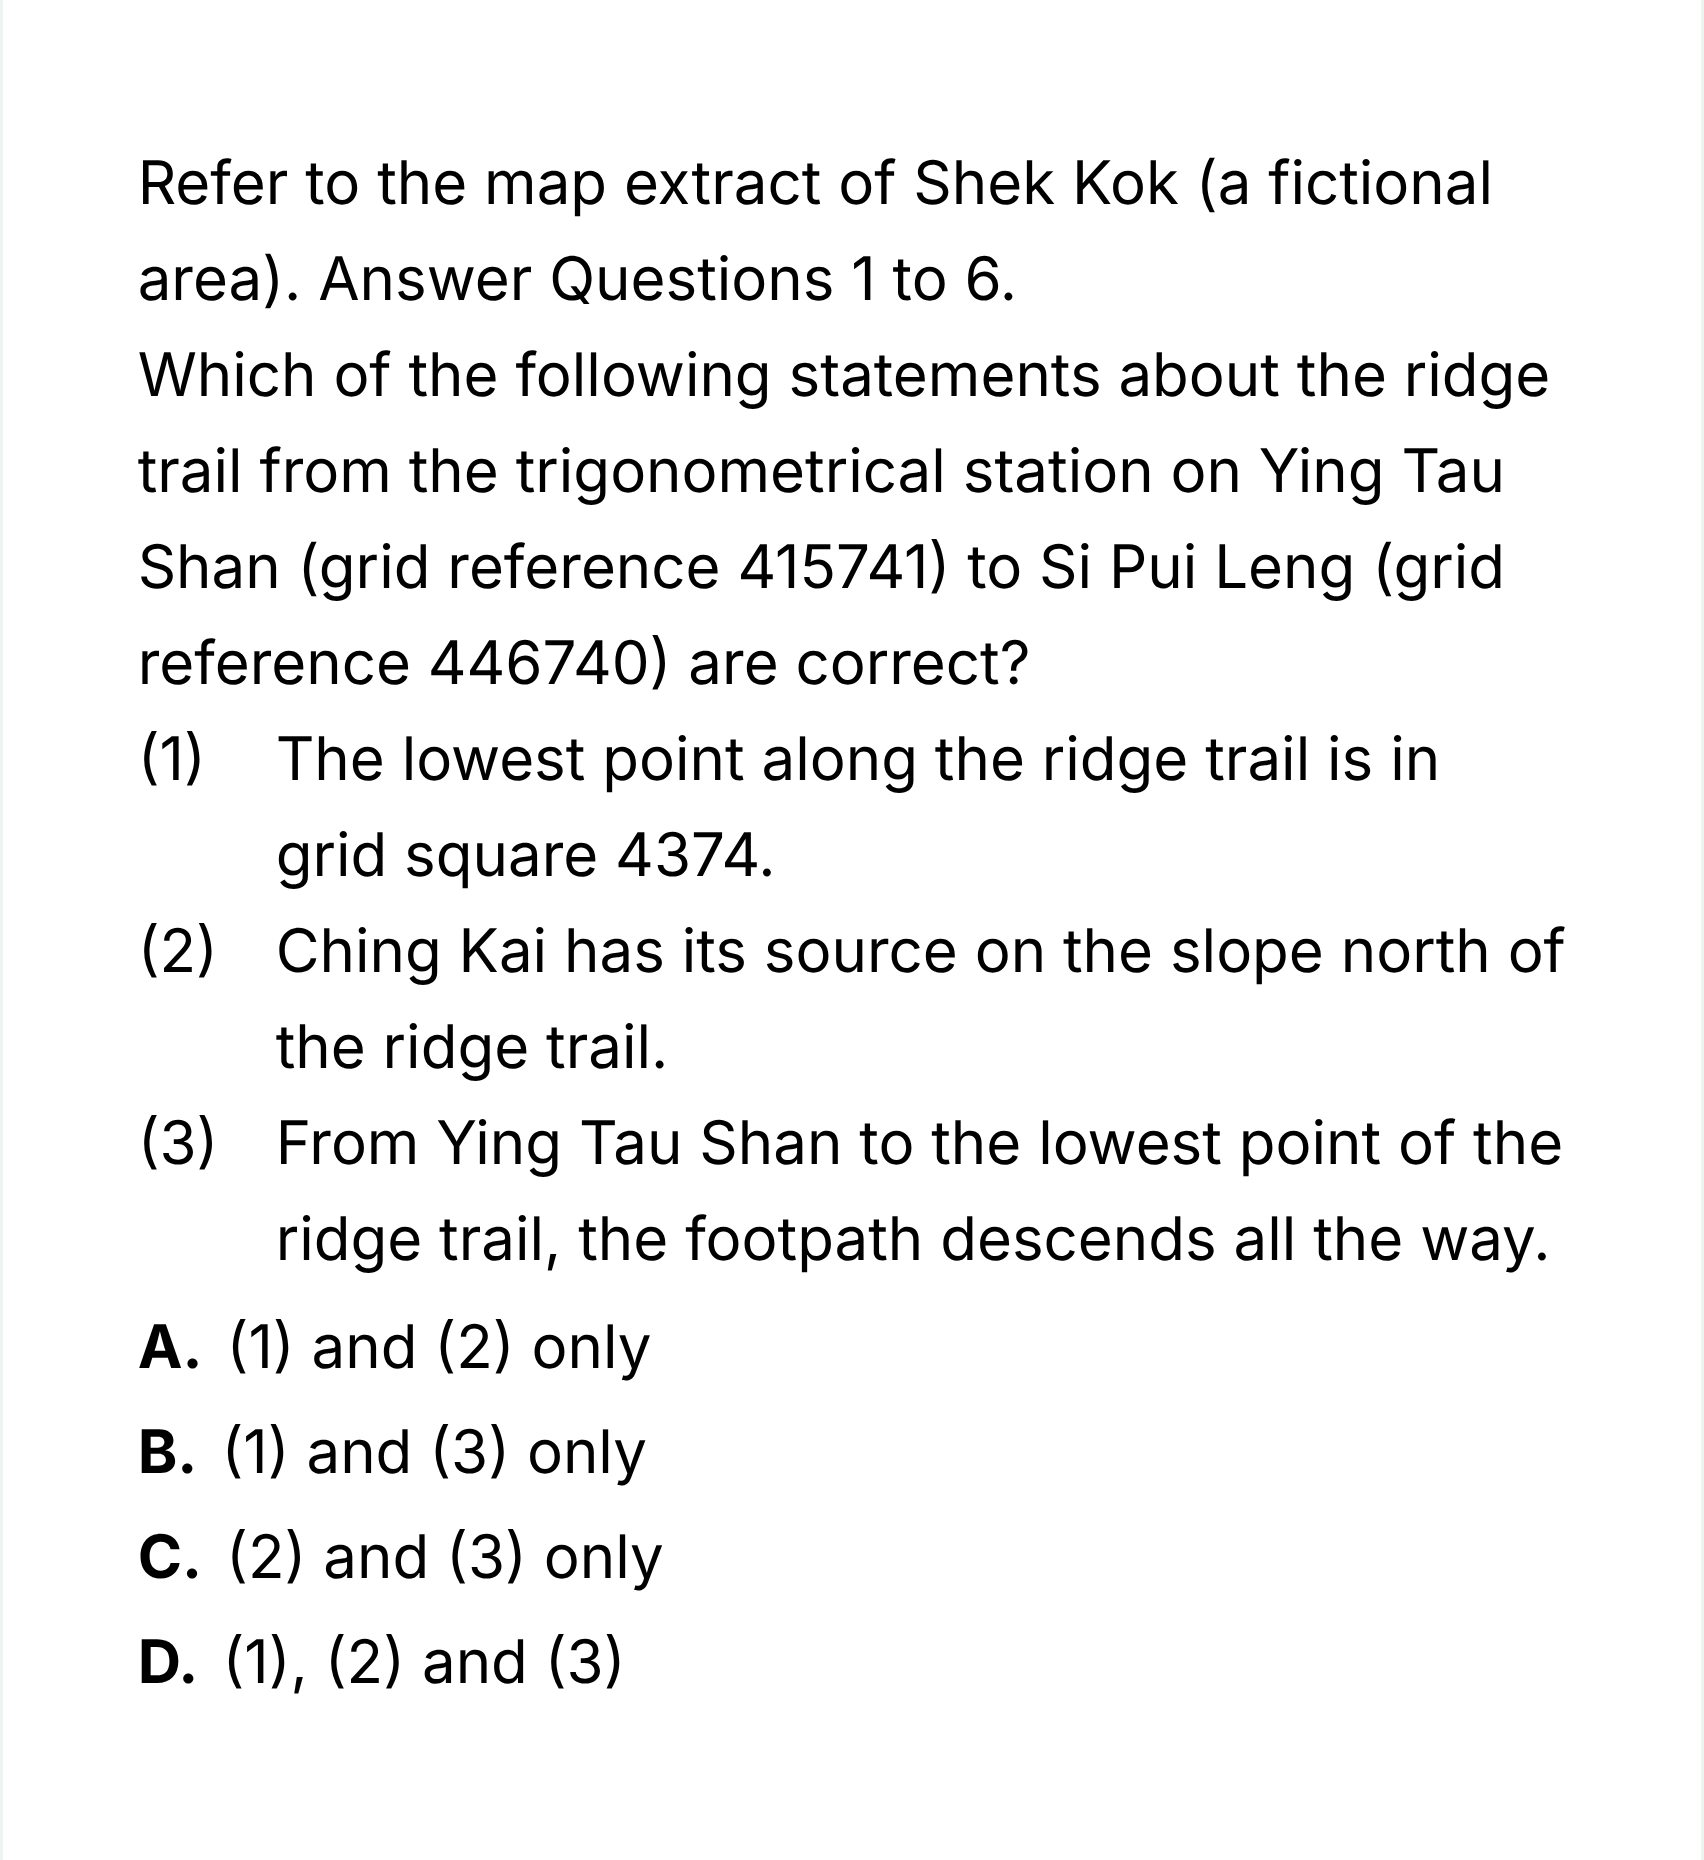 Refer to the map extract of Shek Kok (a fictional
area). Answer Questions 1 to 6.
Which of the following statements about the ridge
trail from the trigonometrical station on Ying Tau
Shan (grid reference 415741) to Si Pui Leng (grid
reference 446740) are correct?
(1) The lowest point along the ridge trail is in
grid square 4374.
(2) Ching Kai has its source on the slope north of
the ridge trail.
(3) From Ying Tau Shan to the lowest point of the
ridge trail, the footpath descends all the way.
A. (1) and (2) only
B. (1) and (3) only
C. (2) and (3) only
D. (1), (2) and (3)